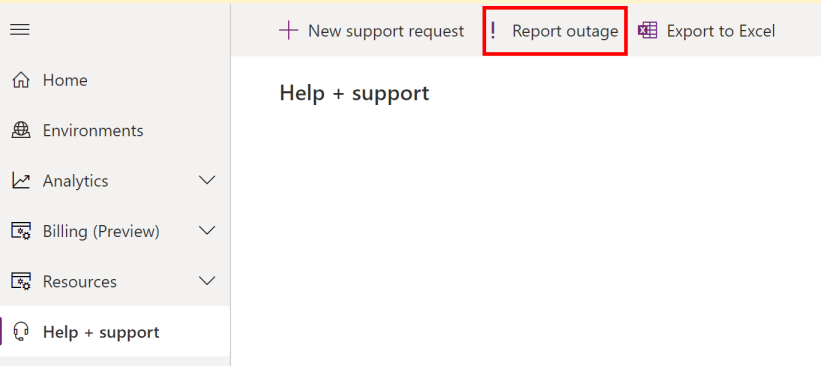 New support request
Report outage
Export to Excel
Home
Environments
Analytics
Billing (Preview)
Resources
Help + support
Help + support